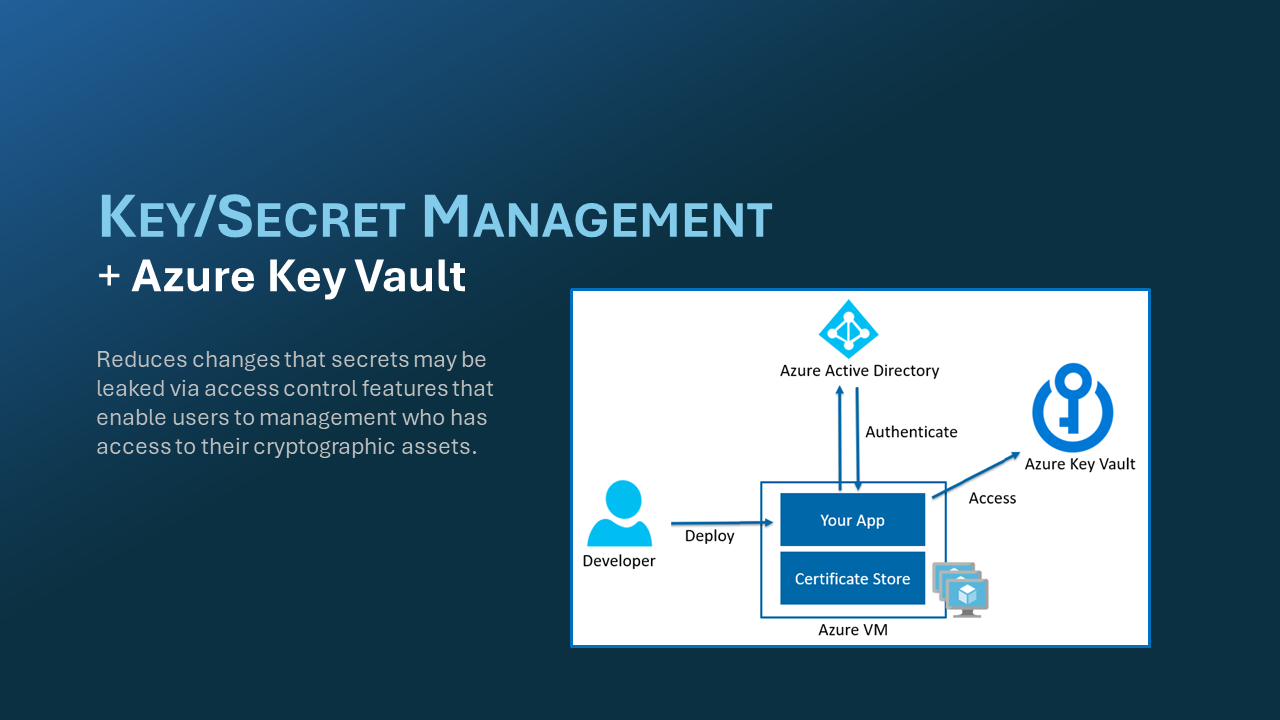 KEY/SECRET MANAGEMENT
+ Azure Key Vault
Reduces changes that secrets may be
leaked via access control features that
enable users to management who has
access to their cryptographic assets.
Azure Active Directory
Authenticate
Azure Key Vault
Access
Your App
Deploy
Developer
Certificate Store
Azure VM